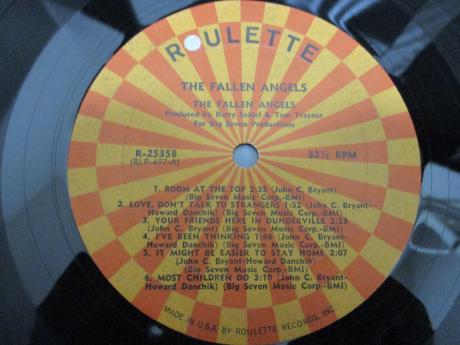 ROULETTE
THE FALLEN ANGELS
THE FALLEN ANGELS
Produced by Barry Seidel & Tom Traynor
For Big Seven Productions
R-25358 33⅓ RPM
(RLP-497-A)
1. ROOM AT THE TOP 2:35 (John C. Bryant)
(Big Seven Music Corp.-BMI)
2. LOVE, DON'T TALK TO STRANGERS 1:52 (John C. Bryant-
Howard Danchik) (Big Seven Music Corp.-BMI)
3. YOUR FRIENDS HERE IN DUNDERVILLE 2:23
(John C. Bryant) (Big Seven Music Corp.-BMI)
4. I'VE BEEN THINKING 1:46 (John C. Bryant-
Howard Danchik) (Big Seven Music Corp.-BMI)
5. IT MIGHT BE EASIER TO STAY HOME 2:07
(John C. Bryant-Howard Danchik)
(Big Seven Music Corp.-BMI)
6. MOST CHILDREN DO 3:10 (John C. Bryant-
Howard Danchik) (Big Seven Music Corp.-BMI)
MADE IN U.S.A. BY ROULETTE RECORDS, INC.